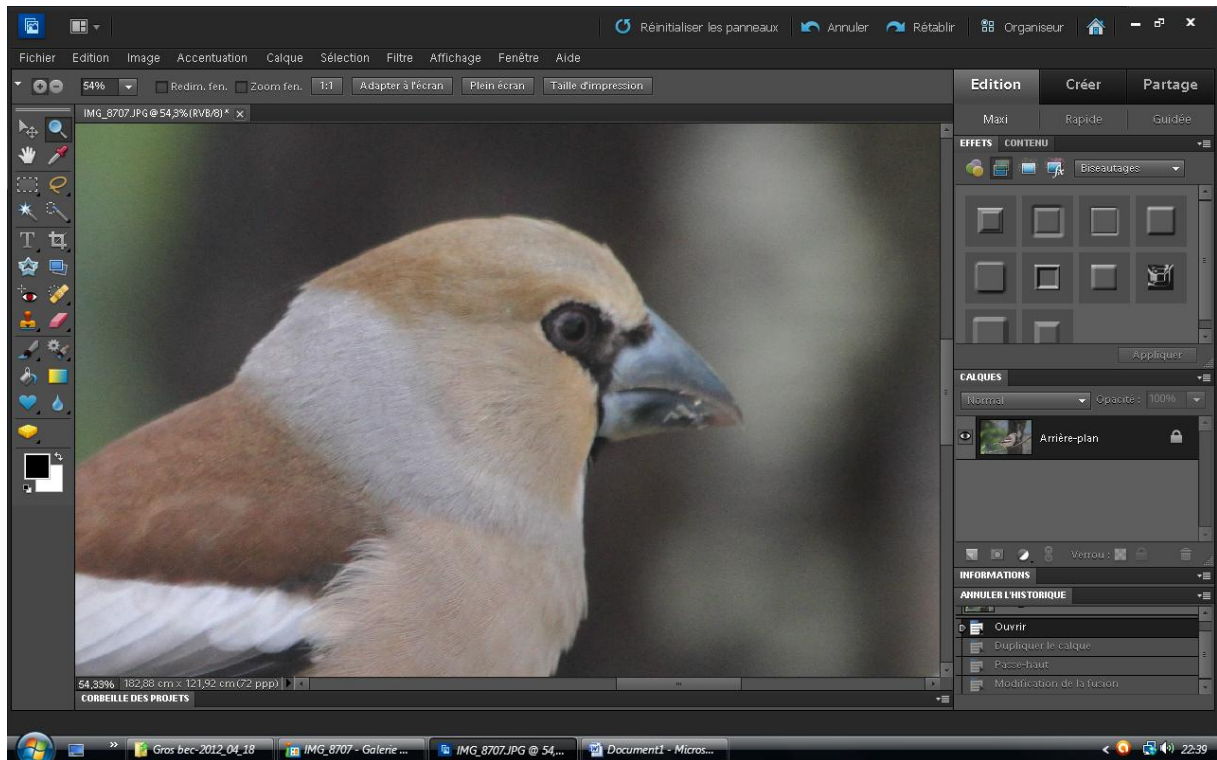 Réinitialiser les panneaux Annuler Rétablir Organiseur
Fichier Edition Image Accentuation Calque Sélection Filtre Affichage Fenêtre Aide
54% Redim. fen. Zoom fen. 1:1 Adapter à l'écran Plein écran Taille d'impression
Edition Créer Partage
IMG_8707.JPG @ 54,3% (RVB/8) * x
Maxi Rapide Guidée
EFFETS CONTENU
Biseautages
Appliquer
CALQUES
Normal Opacité : 100%
Arrière-plan
Verrou :
INFORMATIONS
ANNULER L'HISTORIQUE
Ouvrir
Dupliquer le calque
Passe-haut
Modification de la fusion
54,33% 182,88 cm x 121,92 cm (72 ppp)
CORBEILLE DES PROJETS
Gros bec-2012_04_18 IMG_8707 - Galerie ... IMG_8707.JPG @ 54,... Document1 - Micros... 22:39